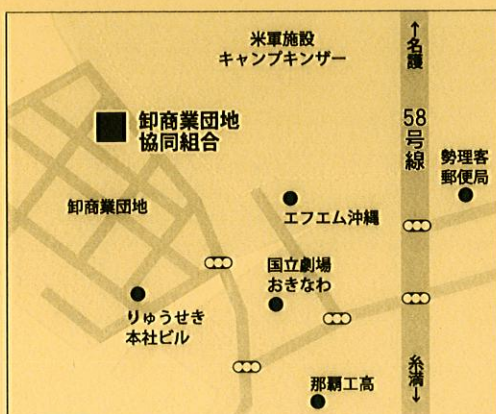 米軍施設
キャンプキンザー
↑名護
58号線
卸商業団地
協同組合
勢理客
郵便局
卸商業団地
エフエム沖縄
国立劇場
おきなわ
りゅうせき
本社ビル
糸満↓
那覇工高